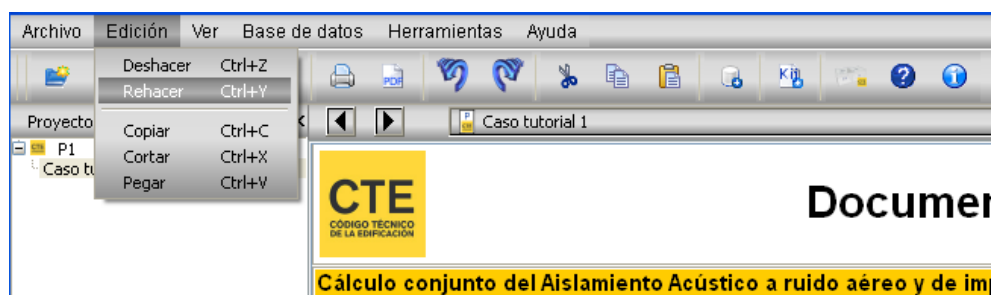 Archivo Edición Ver Base de datos Herramientas Ayuda
Deshacer Ctrl+Z
Rehacer Ctrl+Y
Copiar Ctrl+C
Cortar Ctrl+X
Pegar Ctrl+V
PDF
Kit
Proyecto
P1
Caso tu
Caso tutorial 1
CTE
CÓDIGO TÉCNICO
DE LA EDIFICACIÓN
Documen
Cálculo conjunto del Aislamiento Acústico a ruido aéreo y de imp